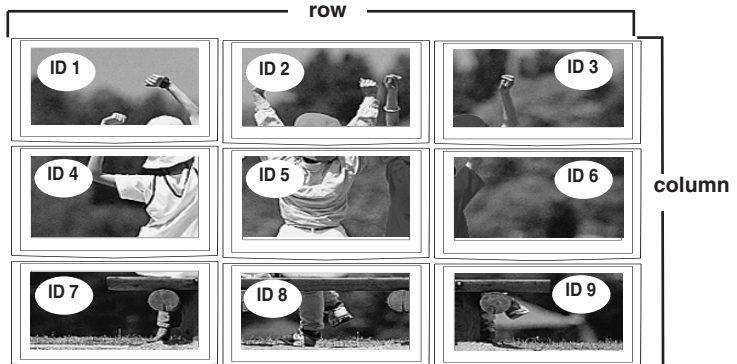 row
ID 1 ID 2 ID 3
ID 4 ID 5 ID 6
column
ID 7 ID 8 ID 9